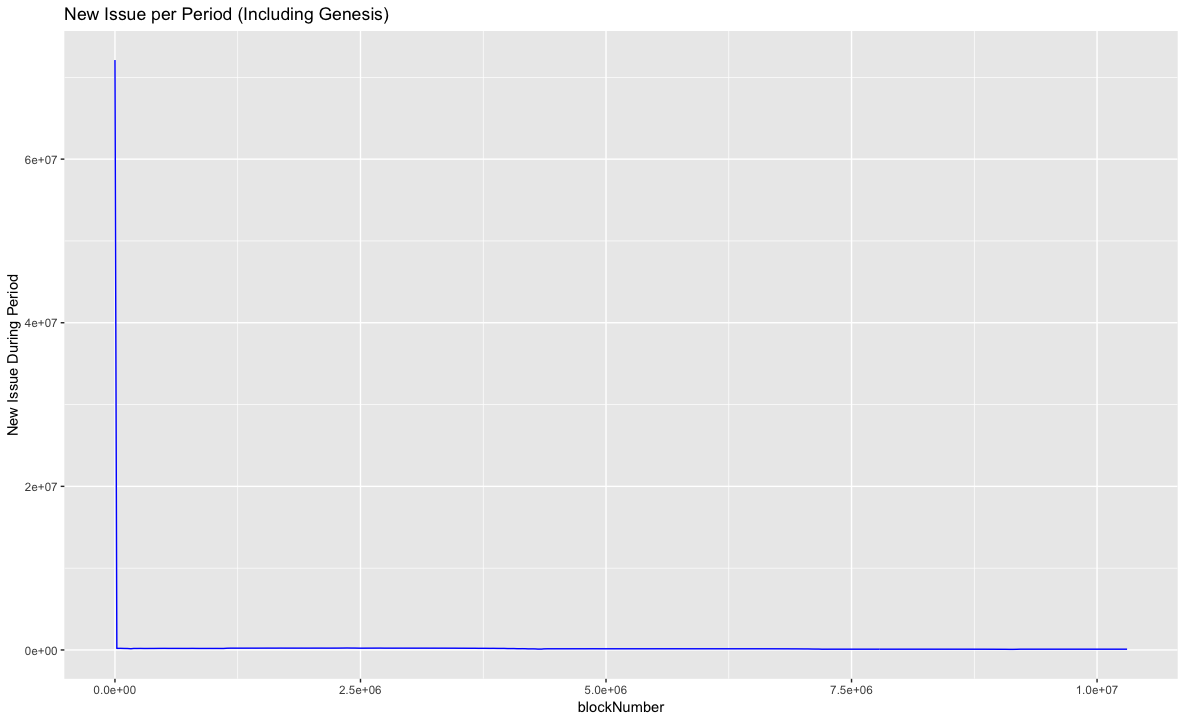 New Issue per Period (Including Genesis)
New Issue During Period
6e+07
4e+07
2e+07
0e+00
0.0e+00 2.5e+06 5.0e+06 7.5e+06 1.0e+07
blockNumber